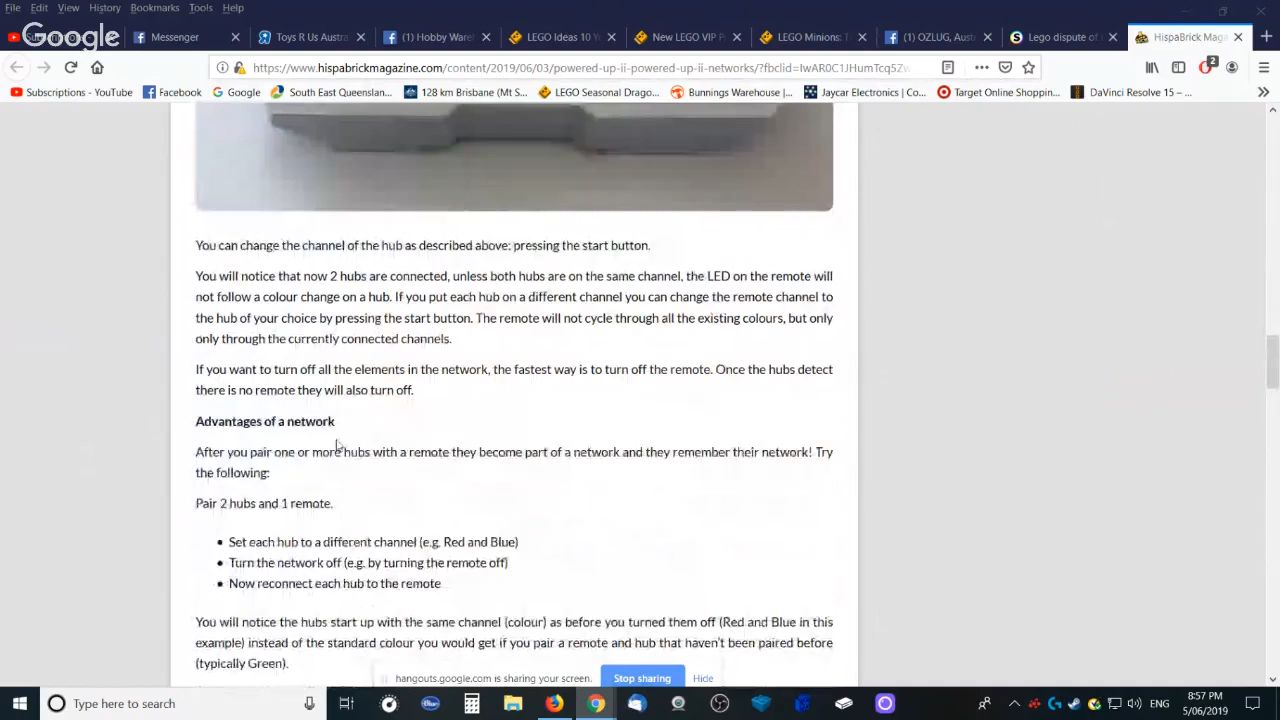 File Edit View History Bookmarks Tools Help
Google
Messenger
Toys R Us Austra
(1) Hobby Ware
LEGO Ideas 10 Y
New LEGO VIP P
LEGO Minions: T
(1) OZLUG, Aust
Lego dispute of
HispaBrick Mag
https://www.hispabrickmagazine.com/content/2019/06/03/powered-up-ii-powered-up-ii-networks/?fbclid=IwAR0C1JHumTcq5Zw
2
Subscriptions - YouTube Facebook Google South East Queenslan... 128 km Brisbane (Mt S... LEGO Seasonal Drago... Bunnings Warehouse |... Jaycar Electronics | Co... Target Online Shoppin... DaVinci Resolve 15 – ...
You can change the channel of the hub as described above: pressing the start button.
You will notice that now 2 hubs are connected, unless both hubs are on the same channel, the LED on the remote will
not follow a colour change on a hub. If you put each hub on a different channel you can change the remote channel to
the hub of your choice by pressing the start button. The remote will not cycle through all the existing colours, but only
only through the currently connected channels.
If you want to turn off all the elements in the network, the fastest way is to turn off the remote. Once the hubs detect
there is no remote they will also turn off.
Advantages of a network
After you pair one or more hubs with a remote they become part of a network and they remember their network! Try
the following:
Pair 2 hubs and 1 remote.
• Set each hub to a different channel (e.g. Red and Blue)
• Turn the network off (e.g. by turning the remote off)
• Now reconnect each hub to the remote
You will notice the hubs start up with the same channel (colour) as before you turned them off (Red and Blue in this
example) instead of the standard colour you would get if you pair a remote and hub that haven't been paired before
(typically Green).
hangouts.google.com is sharing your screen. Stop sharing Hide
Type here to search
ENG
8:57 PM
5/06/2019